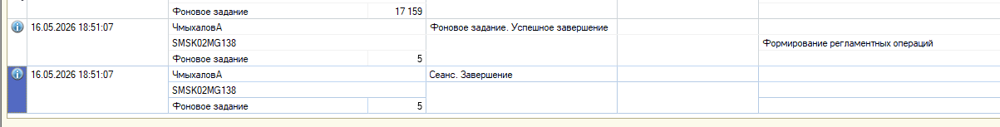 Фоновое задание 17 159
16.05.2026 18:51:07 ЧмыхаловА Фоновое задание. Успешное завершение
SMSK02MG138 Формирование регламентных операций
Фоновое задание 5
16.05.2026 18:51:07 ЧмыхаловА Сеанс. Завершение
SMSK02MG138
Фоновое задание 5